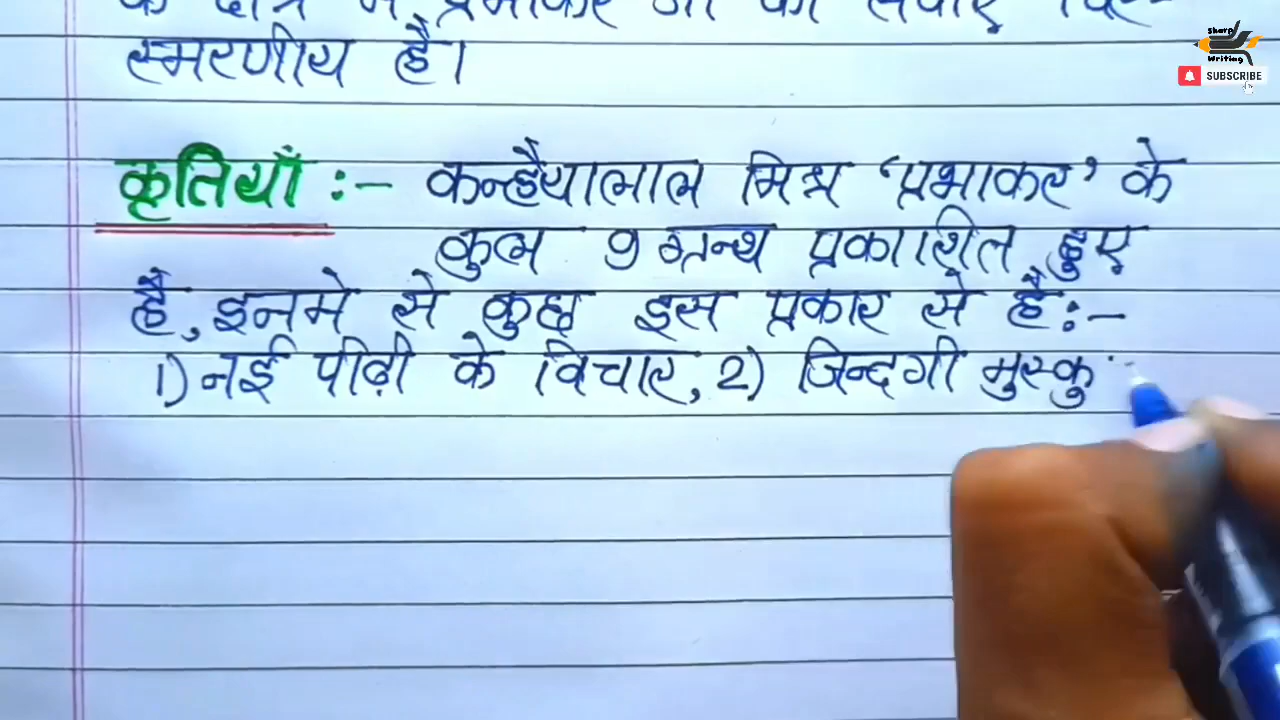 स्मरणीय है।
कृतियाँ :- कन्हैयालाल मिश्र 'प्रभाकर' के
कुल 9 ग्रन्थ प्रकाशित हुए
हैं, इनमे से कुछ इस प्रकार से हैं:-
1) नई पीढ़ी के विचार, 2) जिन्दगी मुस्कु
Sharp
Writing
SUBSCRIBE